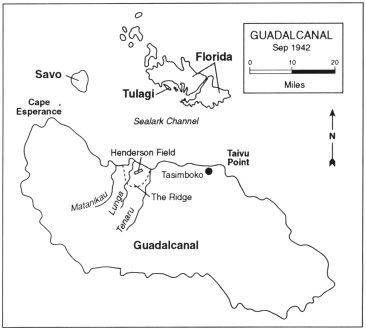 GUADALCANAL
Sep 1942
0 10 20
Miles
Florida
Savo
Tulagi
Cape
Esperance
Sealark Channel
N
Henderson Field
Taivu
Point
Tasimboko
Matanikau
Lunga
The Ridge
Tenaru
Guadalcanal